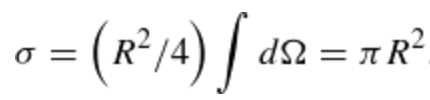 σ = (R²/4) ∫ dΩ = πR².